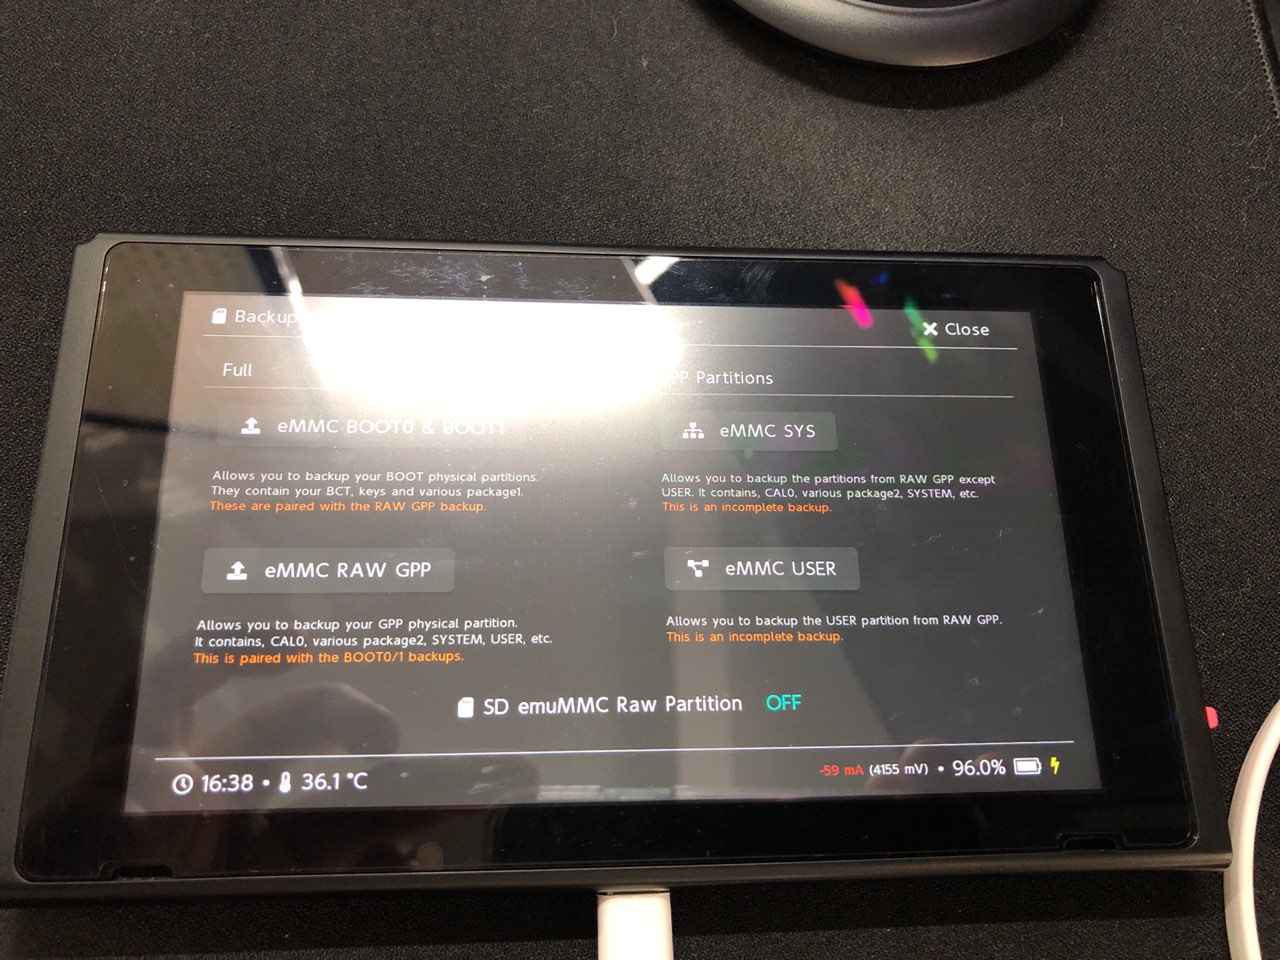 Backup
Close
Full
PP Partitions
eMMC BOOT0 & BOOT1
eMMC SYS
Allows you to backup your BOOT physical partitions.
They contain your BCT, keys and various package1.
These are paired with the RAW GPP backup.
Allows you to backup the partitions from RAW GPP except
USER. It contains, CAL0, various package2, SYSTEM, etc.
This is an incomplete backup.
eMMC RAW GPP
eMMC USER
Allows you to backup your GPP physical partition.
It contains, CAL0, various package2, SYSTEM, USER, etc.
This is paired with the BOOT0/1 backups.
Allows you to backup the USER partition from RAW GPP.
This is an incomplete backup.
SD emuMMC Raw Partition OFF
16:38 • 36.1°C
-59 mA (4155 mV) • 96.0%